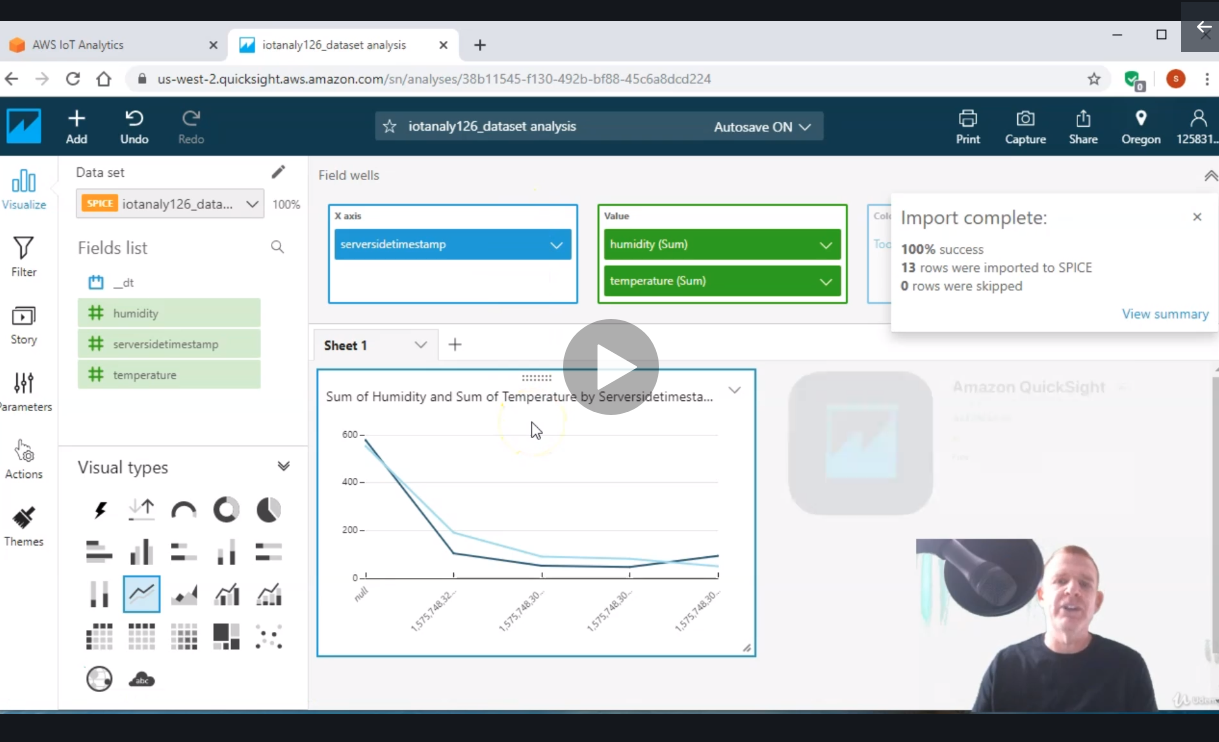 AWS IoT Analytics
iotanaly126_dataset analysis
us-west-2.quicksight.aws.amazon.com/sn/analyses/38b11545-f130-492b-bf88-45c6a8dcd224
S
0
Add
Undo
Redo
iotanaly126_dataset analysis
Autosave ON
Print
Capture
Share
Oregon
125831...
Visualize
Filter
Story
Parameters
Actions
Themes
Data set
SPICE iotanaly126_data... 100%
Fields list
__dt
humidity
serversidetimestamp
temperature
Visual types
abc
Field wells
X axis
serversidetimestamp
Value
humidity (Sum)
temperature (Sum)
Import complete:
100% success
13 rows were imported to SPICE
0 rows were skipped
View summary
Sheet 1
Sum of Humidity and Sum of Temperature by Serversidetimesta...
600
400
200
0
null
1,575,748,32...
1,575,748,30...
1,575,748,30...
1,575,748,30...
Amazon QuickSight